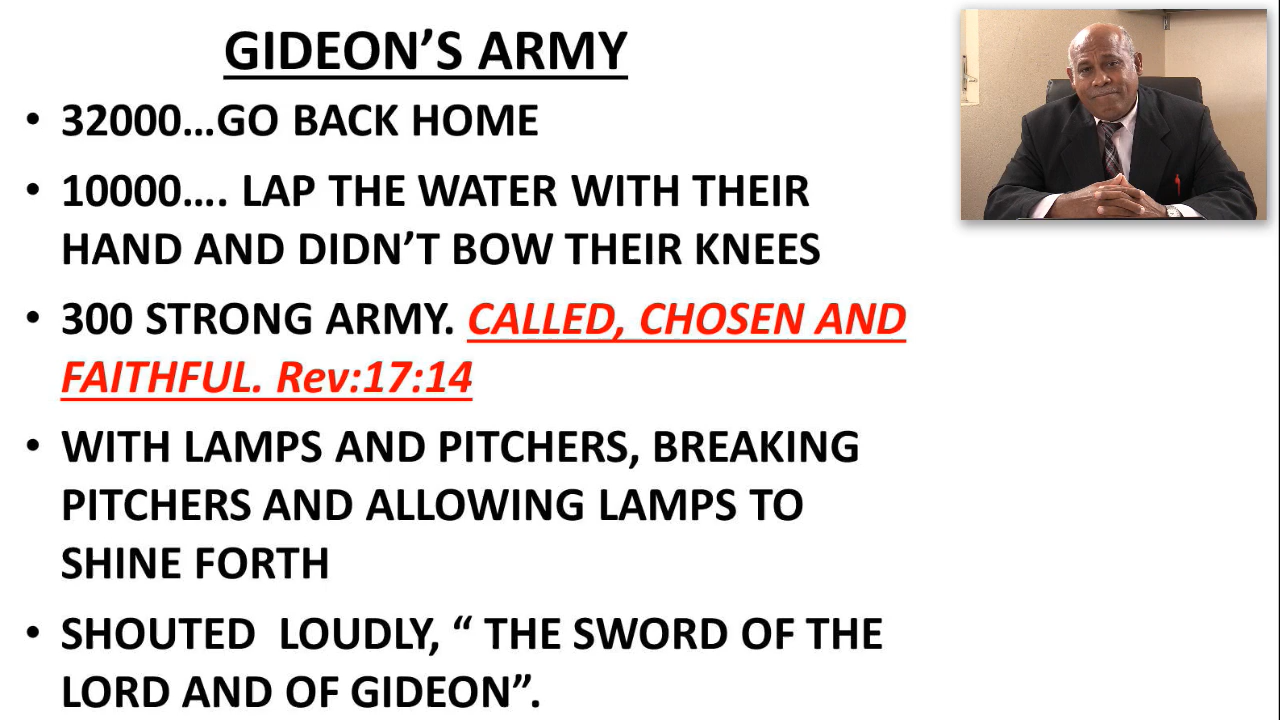 GIDEON’S ARMY
• 32000...GO BACK HOME
• 10000.... LAP THE WATER WITH THEIR
HAND AND DIDN’T BOW THEIR KNEES
• 300 STRONG ARMY. CALLED, CHOSEN AND
FAITHFUL. Rev:17:14
• WITH LAMPS AND PITCHERS, BREAKING
PITCHERS AND ALLOWING LAMPS TO
SHINE FORTH
• SHOUTED  LOUDLY, “ THE SWORD OF THE
LORD AND OF GIDEON”.